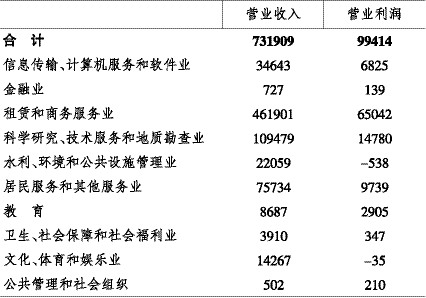 营业收入 营业利润
合 计 731909 99414
信息传输、计算机服务和软件业 34643 6825
金融业 727 139
租赁和商务服务业 461901 65042
科学研究、技术服务和地质勘查业 109479 14780
水利、环境和公共设施管理业 22059 -538
居民服务和其他服务业 75734 9739
教 育 8687 2905
卫生、社会保障和社会福利业 3910 347
文化、体育和娱乐业 14267 -35
公共管理和社会组织 502 210